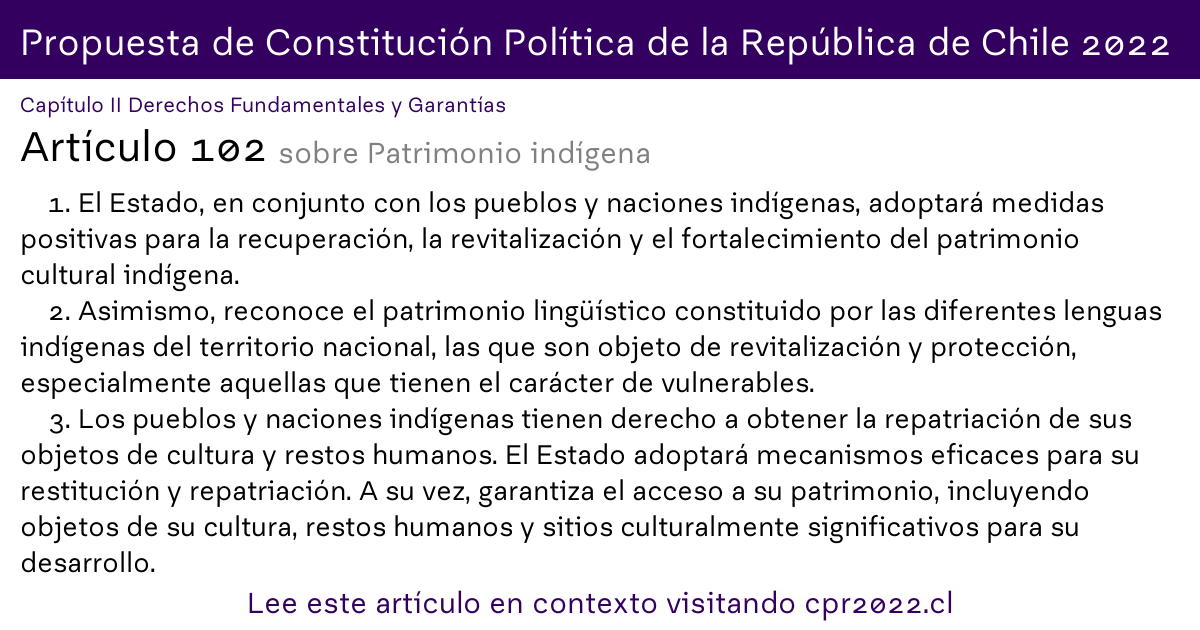 Propuesta de Constitución Política de la República de Chile 2022
Capítulo II Derechos Fundamentales y Garantías
Artículo 102 sobre Patrimonio indígena
1. El Estado, en conjunto con los pueblos y naciones indígenas, adoptará medidas
positivas para la recuperación, la revitalización y el fortalecimiento del patrimonio
cultural indígena.
2. Asimismo, reconoce el patrimonio lingüístico constituido por las diferentes lenguas
indígenas del territorio nacional, las que son objeto de revitalización y protección,
especialmente aquellas que tienen el carácter de vulnerables.
3. Los pueblos y naciones indígenas tienen derecho a obtener la repatriación de sus
objetos de cultura y restos humanos. El Estado adoptará mecanismos eficaces para su
restitución y repatriación. A su vez, garantiza el acceso a su patrimonio, incluyendo
objetos de su cultura, restos humanos y sitios culturalmente significativos para su
desarrollo.
Lee este artículo en contexto visitando cpr2022.cl